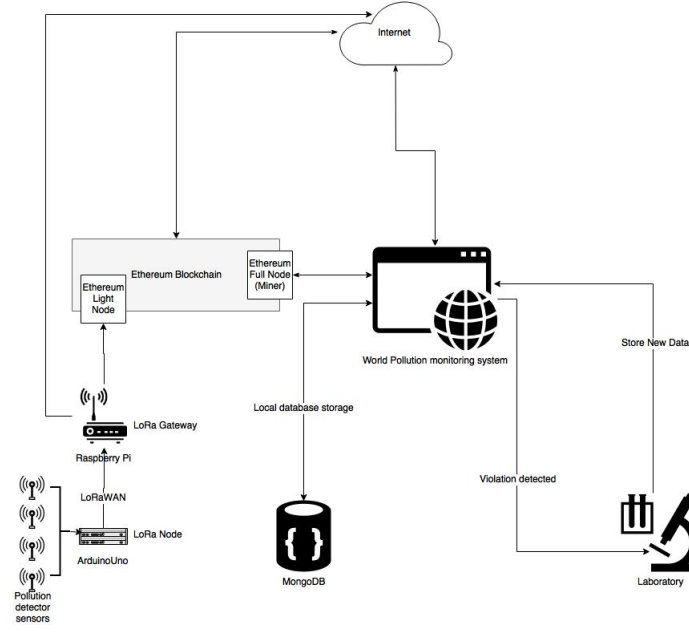 Internet
Ethereum Blockchain
Ethereum
Full Node
(Miner)
Ethereum
Light
Node
World Pollution monitoring system
Store New Data
Local database storage
LoRa Gateway
Raspberry Pi
Violation detected
LoRaWAN
LoRa Node
ArduinoUno
MongoDB
Laboratory
Pollution
detector
sensors